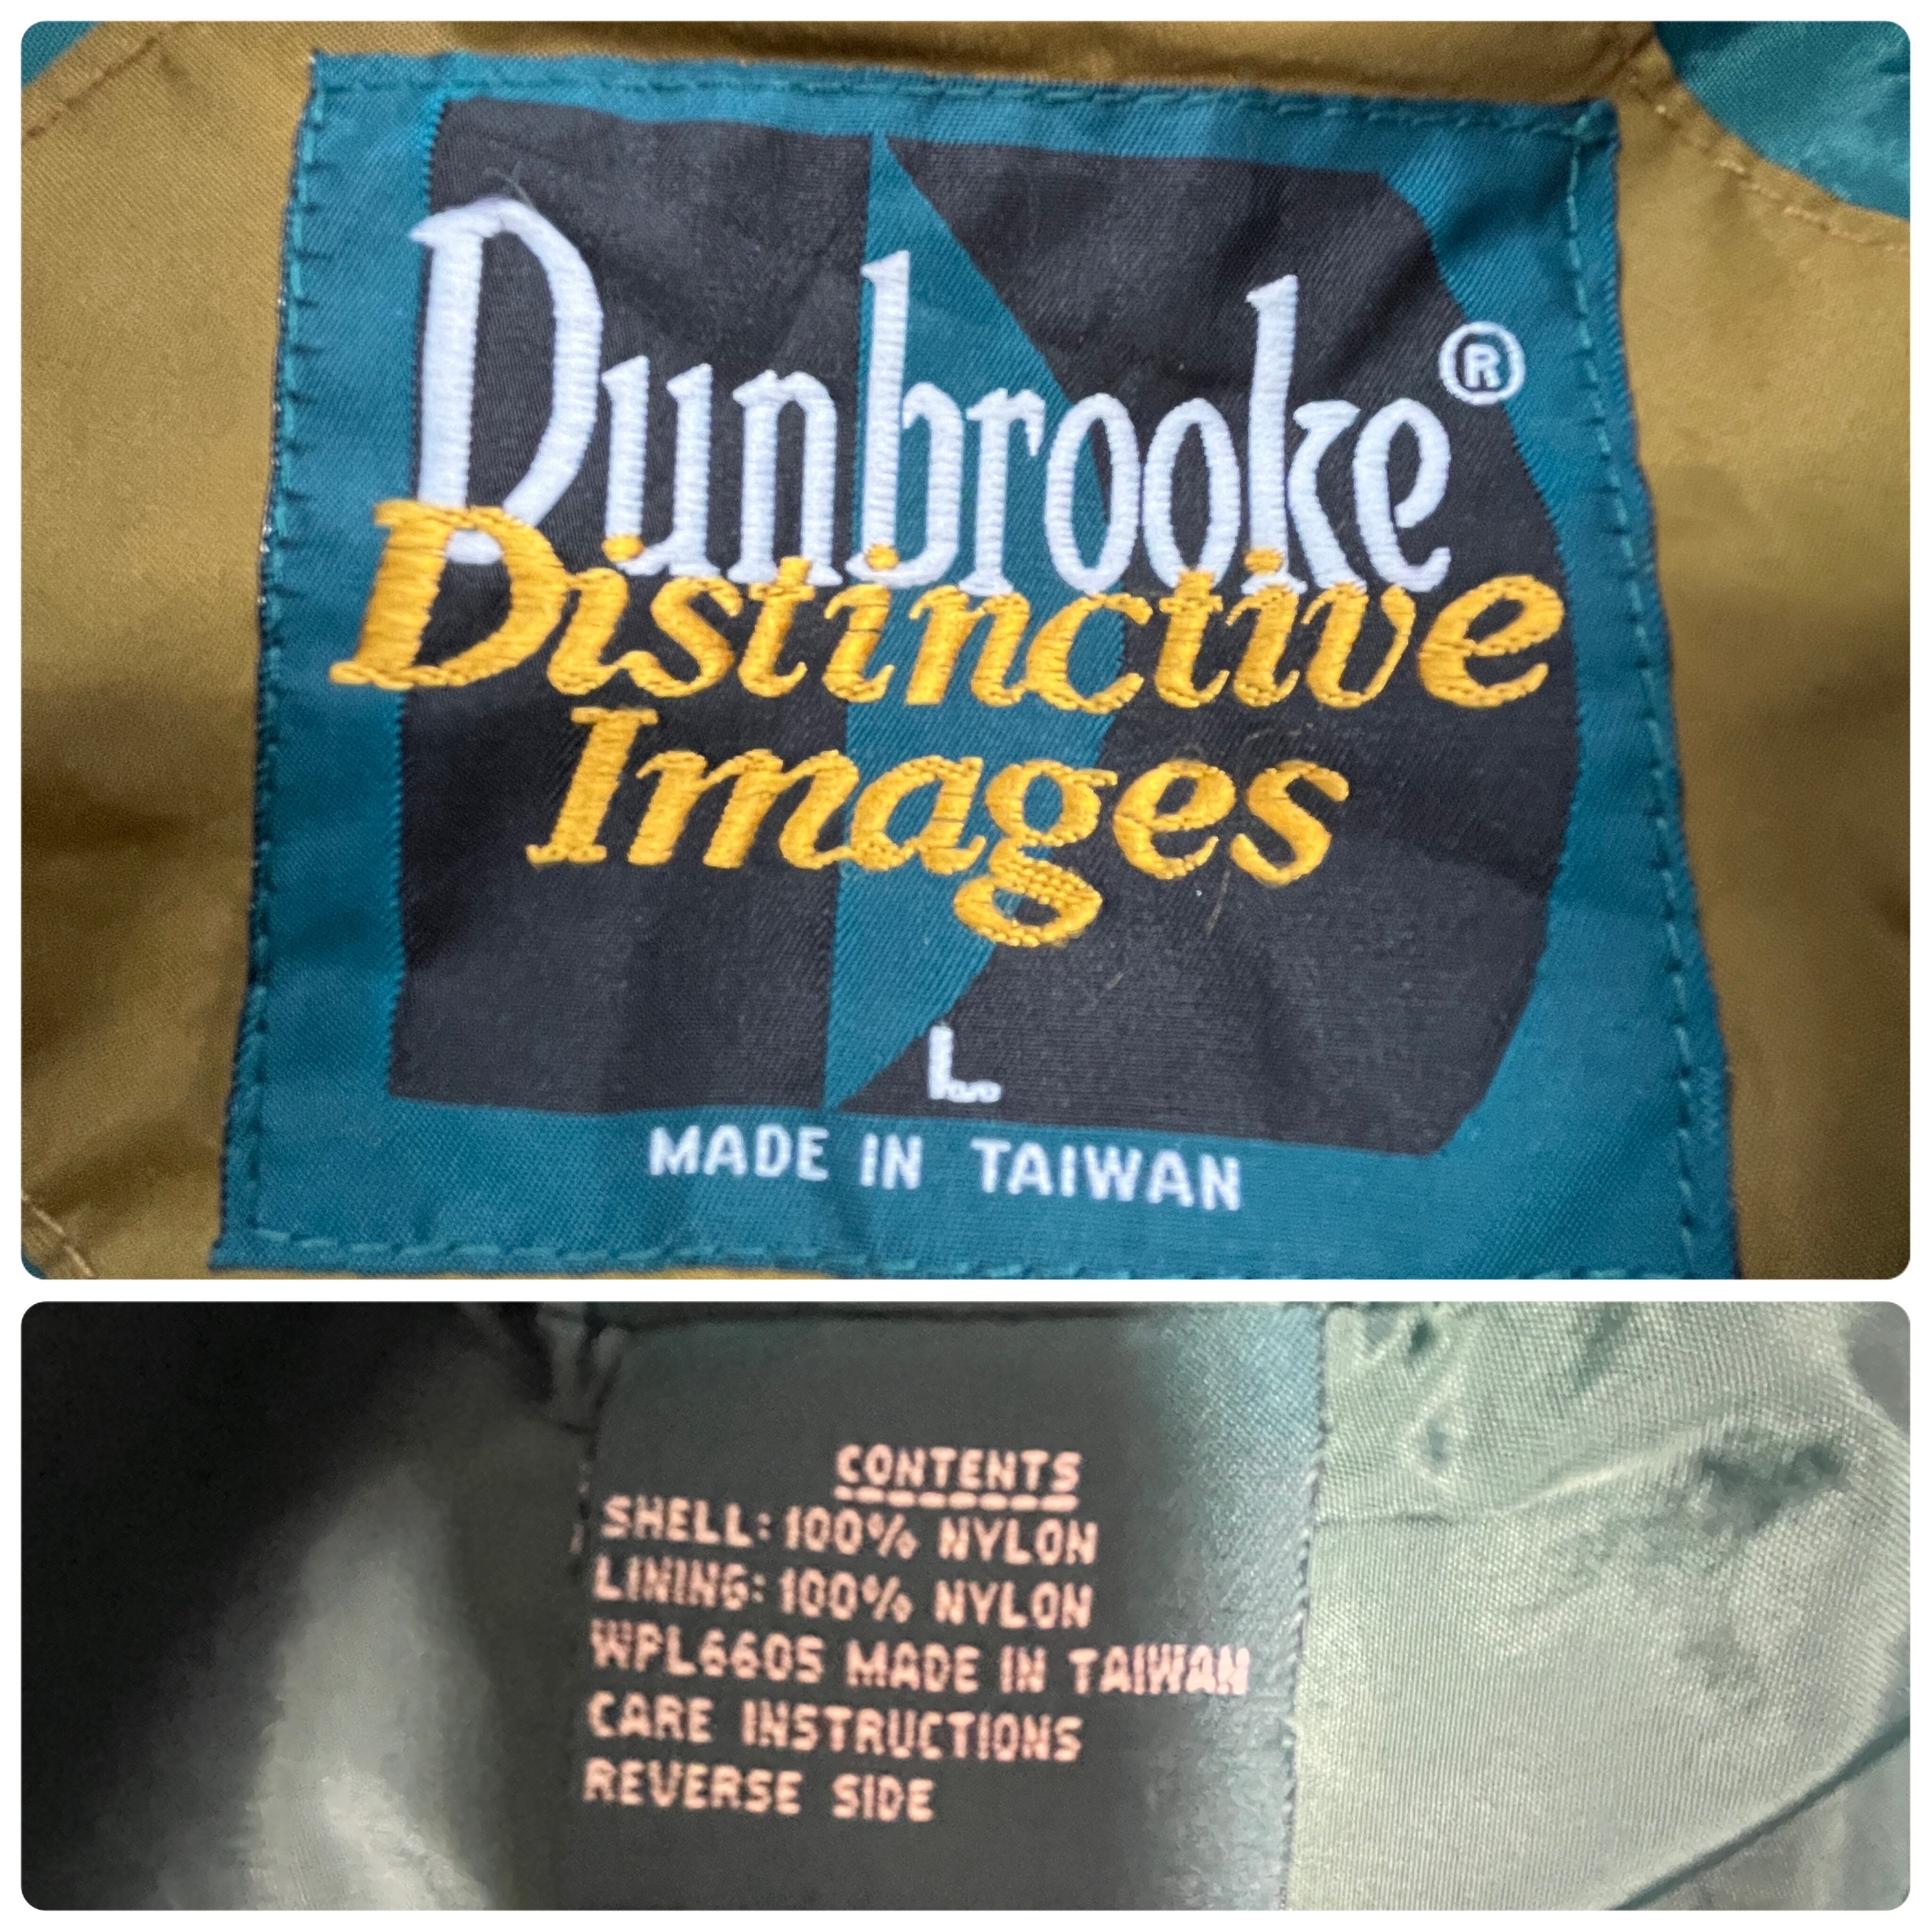 Dunbrooke®
Distinctive
Images
L
MADE IN TAIWAN
CONTENTS
SHELL: 100% NYLON
LINING: 100% NYLON
WPL6605 MADE IN TAIWAN
CARE INSTRUCTIONS
REVERSE SIDE